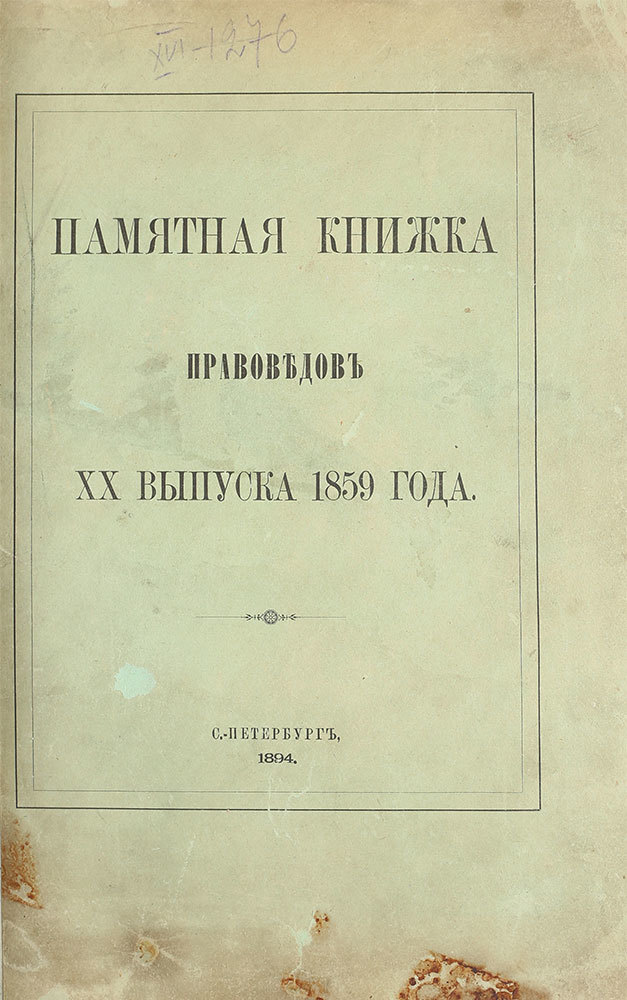 XVI-1276
ПАМЯТНАЯ КНИЖКА
ПРАВОВѢДОВЪ
XX ВЫПУСКА 1859 ГОДА.
С.-ПЕТЕРБУРГЪ,
1894.